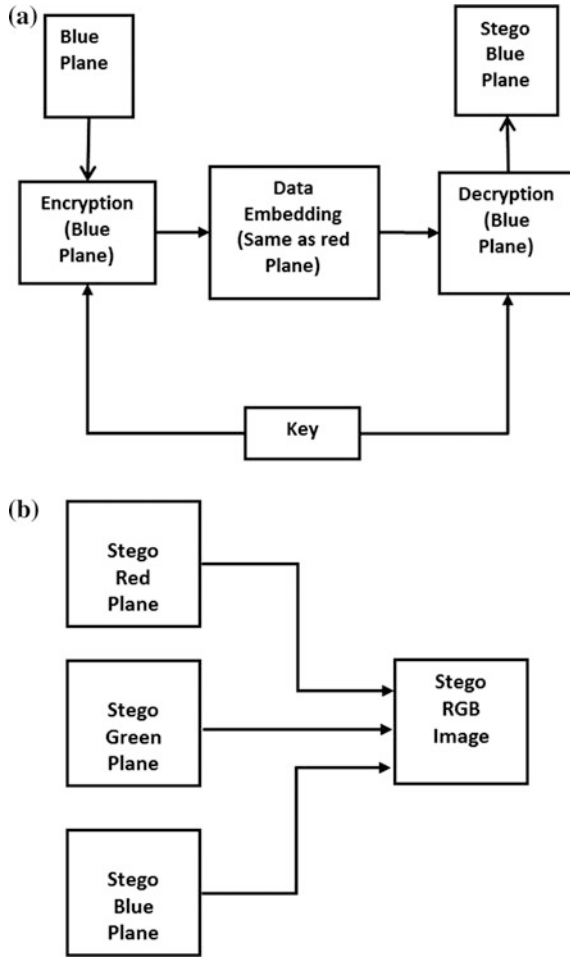 (a)
Blue
Plane
Stego
Blue
Plane
Encryption
(Blue
Plane)
Data
Embedding
(Same as red
Plane)
Decryption
(Blue
Plane)
Key
(b)
Stego
Red
Plane
Stego
Green
Plane
Stego
Blue
Plane
Stego
RGB
Image